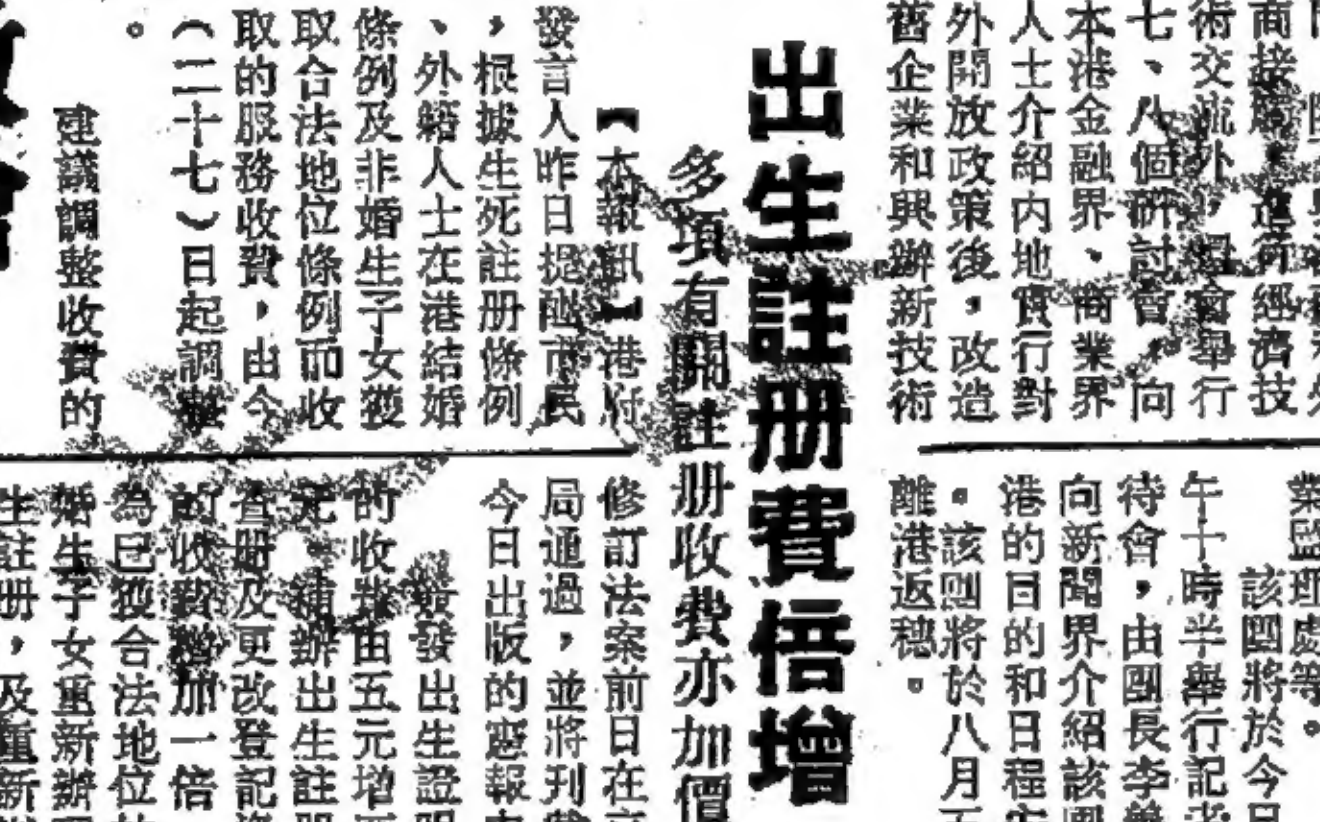 商接觸，進行經濟技
術交流外，還會舉行
七、八個研討會，向
本港金融界、商業界
人士介紹內地實行對
外開放政策後，改造
舊企業和興辦新技術
業監理處等。
該團將於今日
午十時半舉行記者
待會，由團長李
向新聞界介紹該團
港的目的和日程
。該團將於八月
離港返穗。
出生註册費倍增
多項有關註册收費亦加價
【本報訊】港府
發言人昨日提醒市民
，根據生死註册條例
、外籍人士在港結婚
條例及非婚生子女獲
取合法地位條例而收
取的服務收費，由今
（二十七）日起調整
。
建議調整收費的
修訂法案前日在立
局通過，並將刊
今日出版的憲報
簽發出生證明
的收費由五元增
元。補辦出生註
查册及更改登記
的收費增加一倍
為已獲合法地位
婚生子女重新辦
生註册，及重新